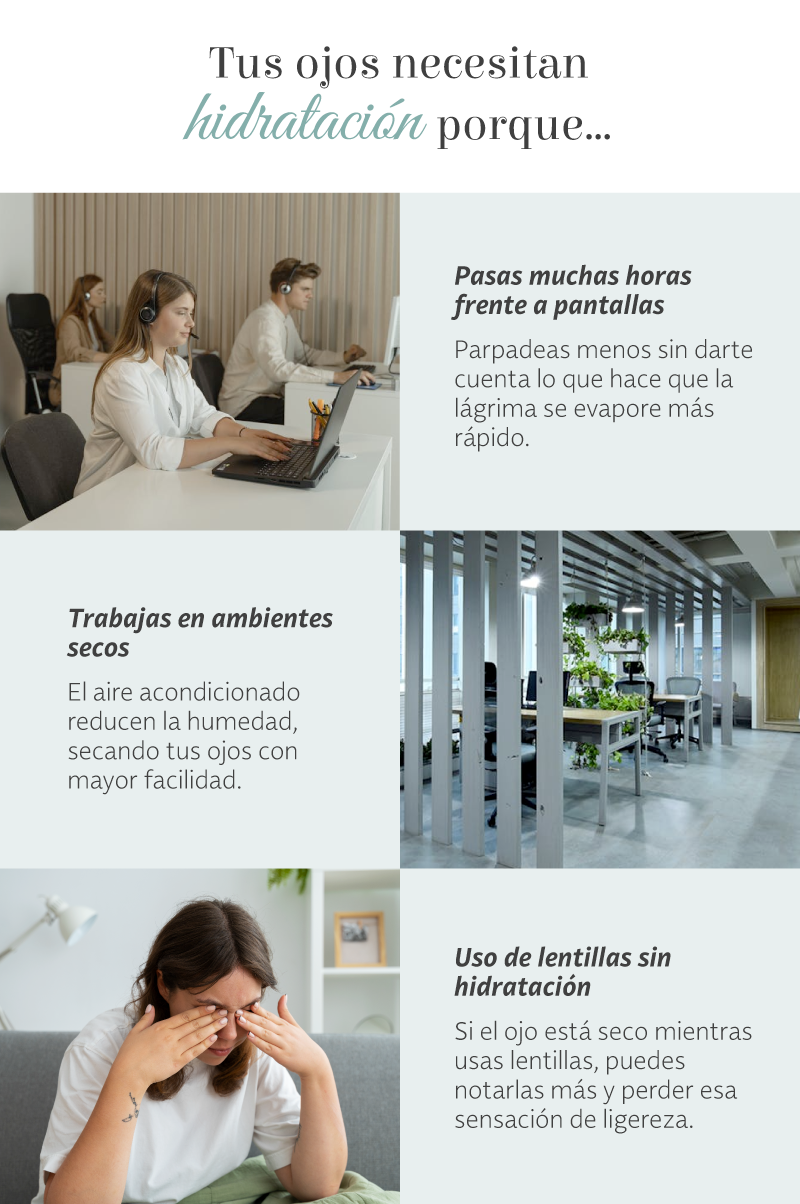 Tus ojos necesitan
hidratación porque...
Pasas muchas horas
frente a pantallas
Parpadeas menos sin darte
cuenta lo que hace que la
lágrima se evapore más
rápido.
Trabajas en ambientes
secos
El aire acondicionado
reducen la humedad,
secando tus ojos con
mayor facilidad.
Uso de lentillas sin
hidratación
Si el ojo está seco mientras
usas lentillas, puedes
notarlas más y perder esa
sensación de ligereza.